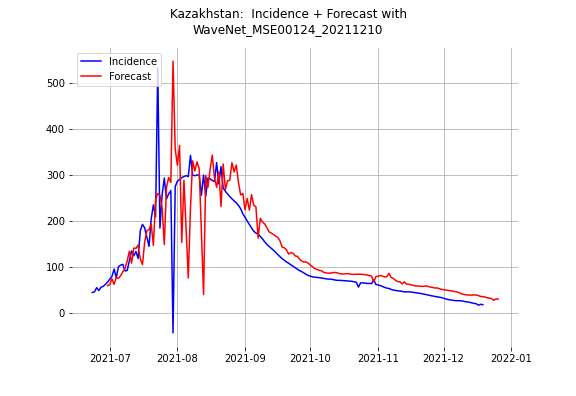 Kazakhstan:  Incidence + Forecast with
WaveNet_MSE00124_20211210
Incidence
Forecast
500
400
300
200
100
0
2021-07 2021-08 2021-09 2021-10 2021-11 2021-12 2022-01